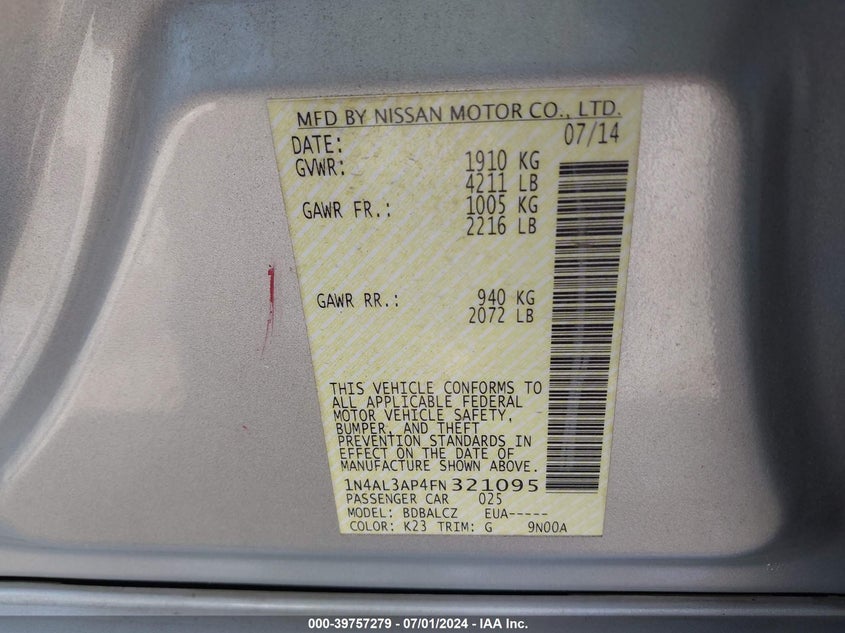 MFD BY NISSAN MOTOR CO., LTD.
DATE: 07/14
GVWR: 1910 KG
4211 LB
GAWR FR.: 1005 KG
2216 LB
GAWR RR.: 940 KG
2072 LB
THIS VEHICLE CONFORMS TO
ALL APPLICABLE FEDERAL
MOTOR VEHICLE SAFETY,
BUMPER, AND THEFT
PREVENTION STANDARDS IN
EFFECT ON THE DATE OF
MANUFACTURE SHOWN ABOVE.
1N4AL3AP4FN321095
PASSENGER CAR 025
MODEL: BDBALCZ EUA-----
COLOR: K23 TRIM: G 9N00A
000-39757279 - 07/01/2024 - IAA Inc.